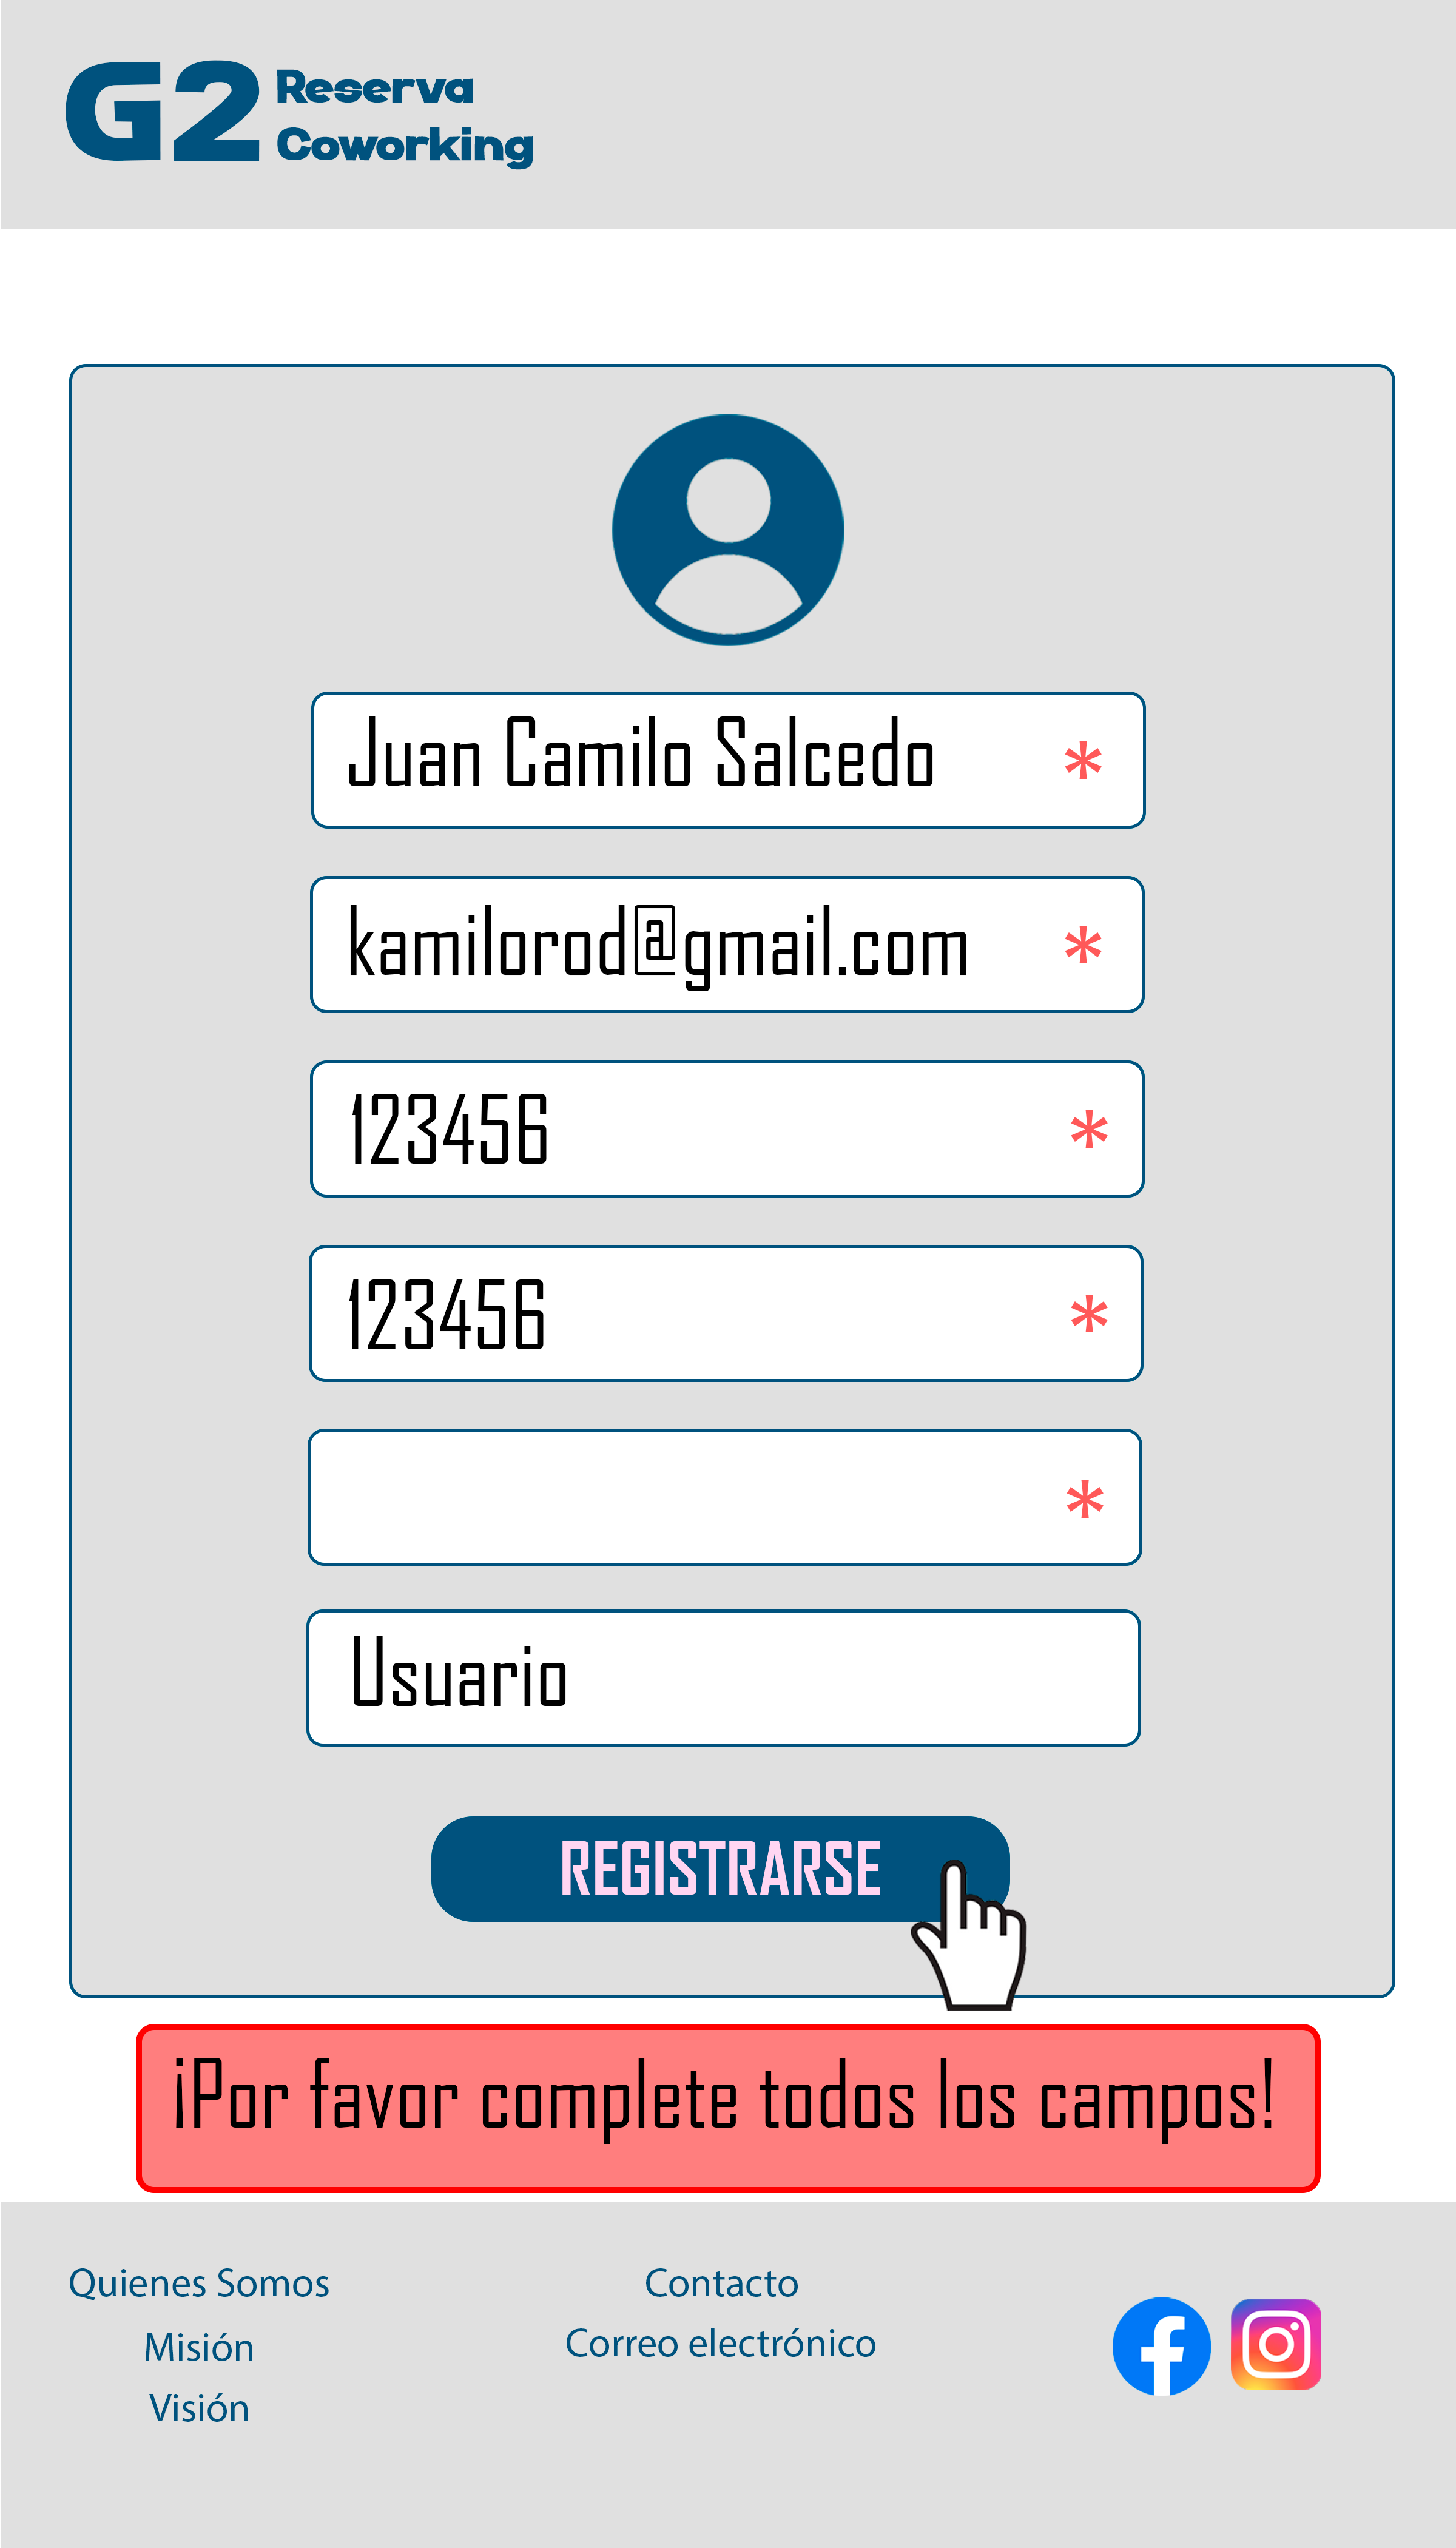 G2 Reserva
Coworking
Juan Camilo Salcedo *
kamilorod@gmail.com *
123456 *
123456 *
*
Usuario
REGISTRARSE
¡Por favor complete todos los campos!
Quienes Somos
Misión
Visión
Contacto
Correo electrónico